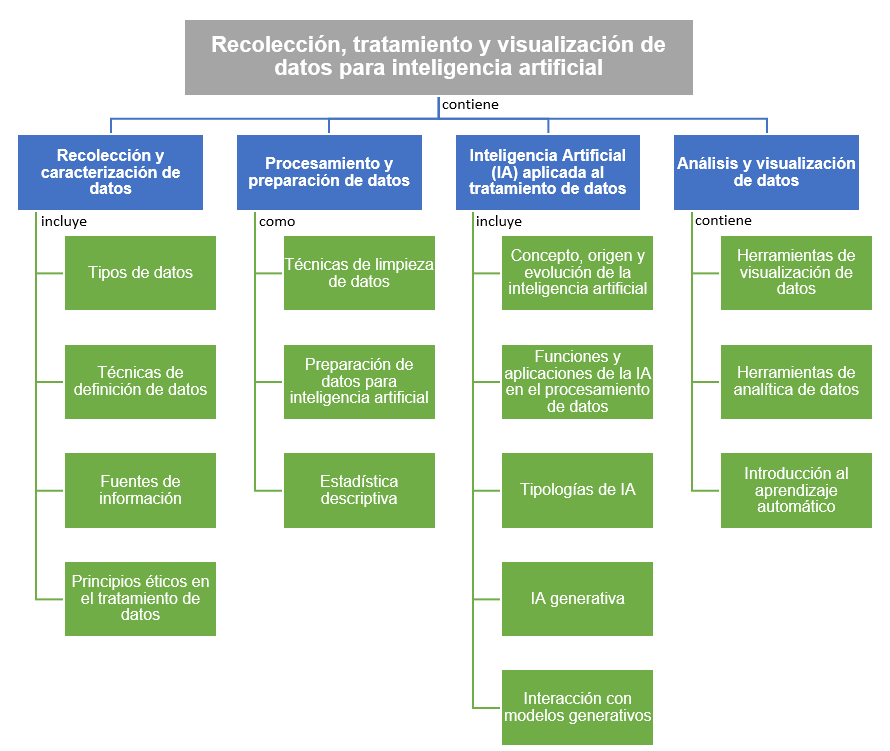 Recolección, tratamiento y visualización de
datos para inteligencia artificial
contiene
Recolección y
caracterización de
datos
incluye
Tipos de datos
Técnicas de
definición de datos
Fuentes de
información
Principios éticos en
el tratamiento de
datos
Procesamiento y
preparación de datos
como
Técnicas de limpieza
de datos
Preparación de
datos para
inteligencia artificial
Estadística
descriptiva
Inteligencia Artificial
(IA) aplicada al
tratamiento de datos
incluye
Concepto, origen y
evolución de la
inteligencia artificial
Funciones y
aplicaciones de la IA
en el procesamiento
de datos
Tipologías de IA
IA generativa
Interacción con
modelos generativos
Análisis y visualización
de datos
contiene
Herramientas de
visualización de
datos
Herramientas de
analítica de datos
Introducción al
aprendizaje
automático